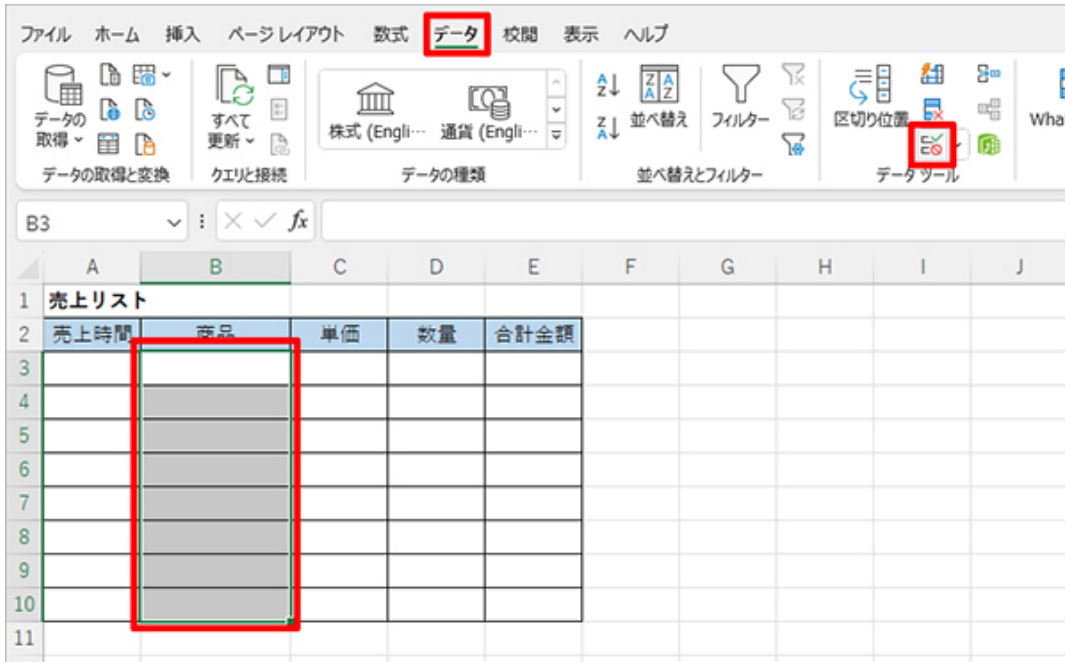 ファイル ホーム 挿入 ページ レイアウト 数式 データ 校閲 表示 ヘルプ
データの取得 すべて更新 株式 (Engli… 通貨 (Engli… 並べ替え フィルター 区切り位置 Wha
データの取得と変換 クエリと接続 データの種類 並べ替えとフィルター データ ツール
B3 fx
A B C D E F G H I J
1 売上リスト
2 売上時間 商品 単価 数量 合計金額
3
4
5
6
7
8
9
10
11